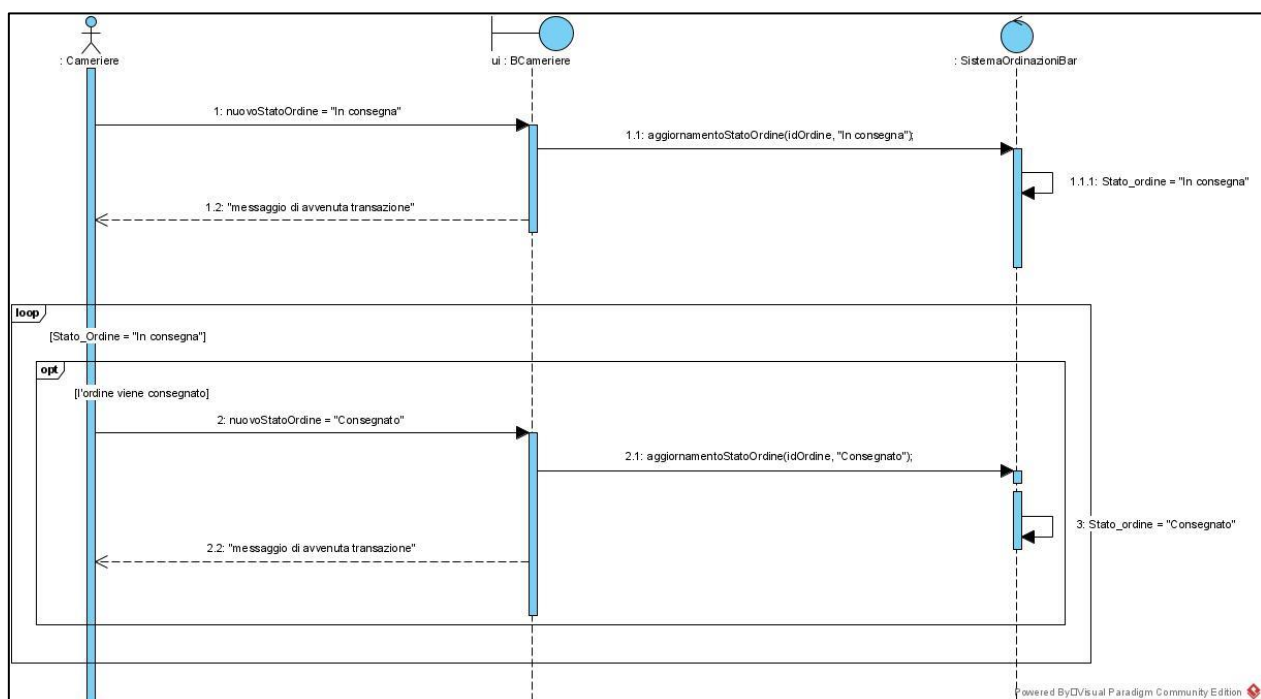 : Cameriere
ui : BCameriere
: SistemaOrdinazioniBar
1: nuovoStatoOrdine = "In consegna"
1.1: aggiornamentoStatoOrdine(idOrdine, "In consegna");
1.1.1: Stato_ordine = "In consegna"
1.2: "messaggio di avvenuta transazione"
loop
[Stato_Ordine = "In consegna"]
opt
[l'ordine viene consegnato]
2: nuovoStatoOrdine = "Consegnato"
2.1: aggiornamentoStatoOrdine(idOrdine, "Consegnato");
3: Stato_ordine = "Consegnato"
2.2: "messaggio di avvenuta transazione"
Powered By Visual Paradigm Community Edition